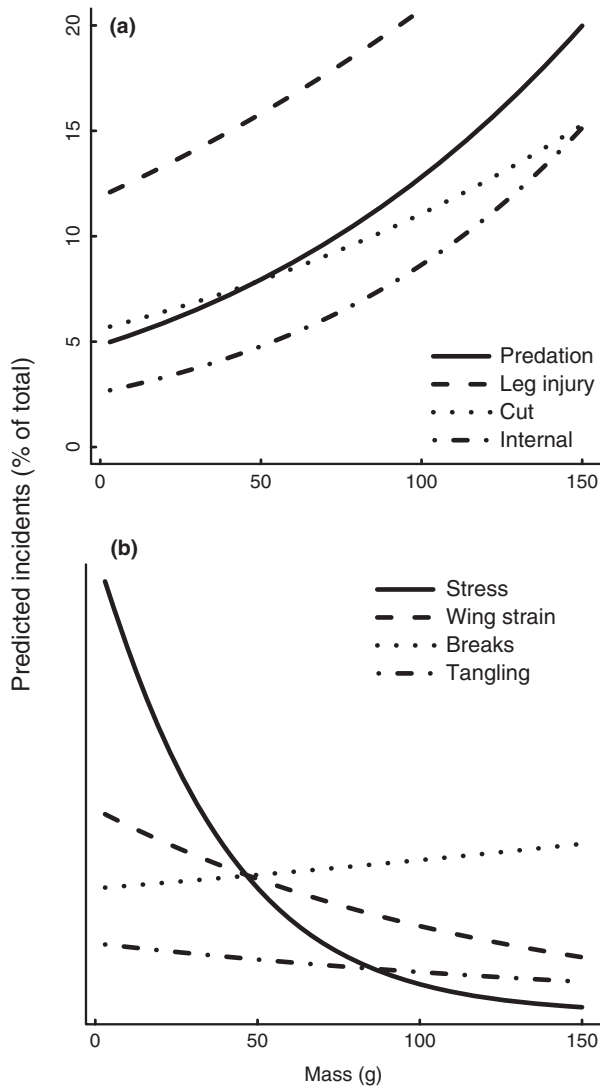 (a)
20
15
10
5
0
Predation
Leg injury
Cut
Internal
0 50 100 150
Predicted incidents (% of total)
(b)
Stress
Wing strain
Breaks
Tangling
0 50 100 150
Mass (g)